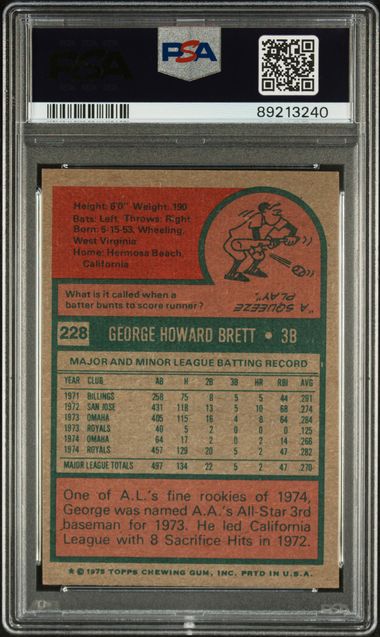 PSA
89213240
Height: 6'0" Weight: 190
Bats: Left, Throws: Right
Born: 5-15-53, Wheeling,
West Virginia
Home: Hermosa Beach,
California
What is it called when a
batter bunts to score runner?
"A SQUEEZE
PLAY".
228 GEORGE HOWARD BRETT • 3B
MAJOR AND MINOR LEAGUE BATTING RECORD
YEAR CLUB AB H 2B 3B HR RBI AVG
1971 BILLINGS 258 75 8 5 5 44 .291
1972 SAN JOSE 431 118 13 5 10 68 .274
1973 OMAHA 405 115 16 4 8 64 .284
1973 ROYALS 40 5 2 0 0 0 .125
1974 OMAHA 64 17 2 0 2 14 .266
1974 ROYALS 457 129 20 5 2 47 .282
MAJOR LEAGUE TOTALS 497 134 22 5 2 47 .270
One of A.L.'s fine rookies of 1974,
George was named A.A.'s All-Star 3rd
baseman for 1973. He led California
League with 8 Sacrifice Hits in 1972.
★ © 1975 TOPPS CHEWING GUM, INC. PRTD IN U.S.A.